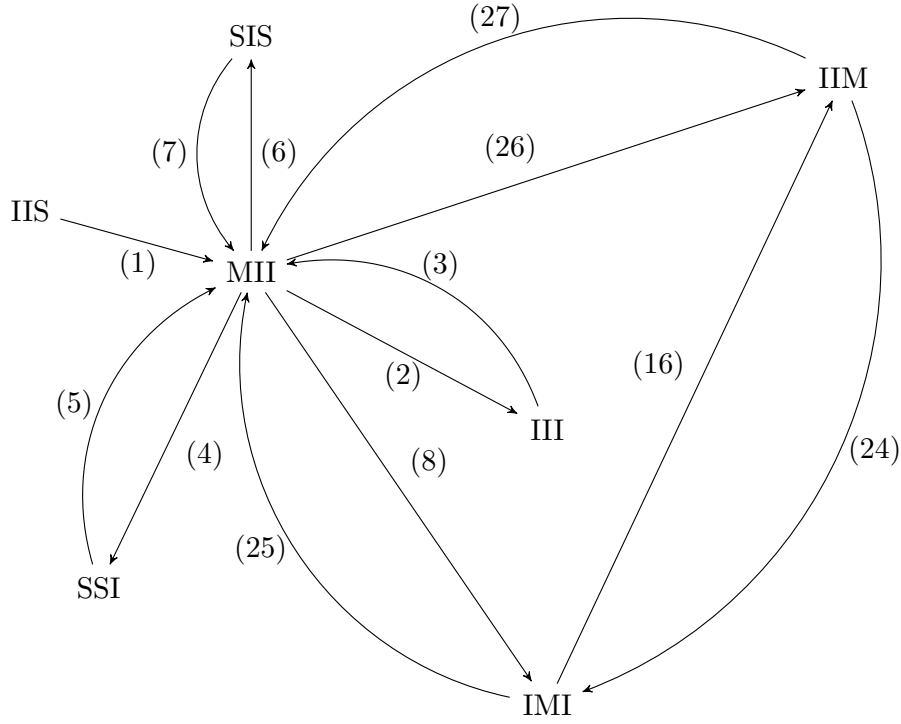 (27)
SIS
IIM
(7)
(6)
(26)
IIS
(1)
MII
(3)
(16)
(2)
(5)
III
(4)
(8)
(24)
(25)
SSI
IMI